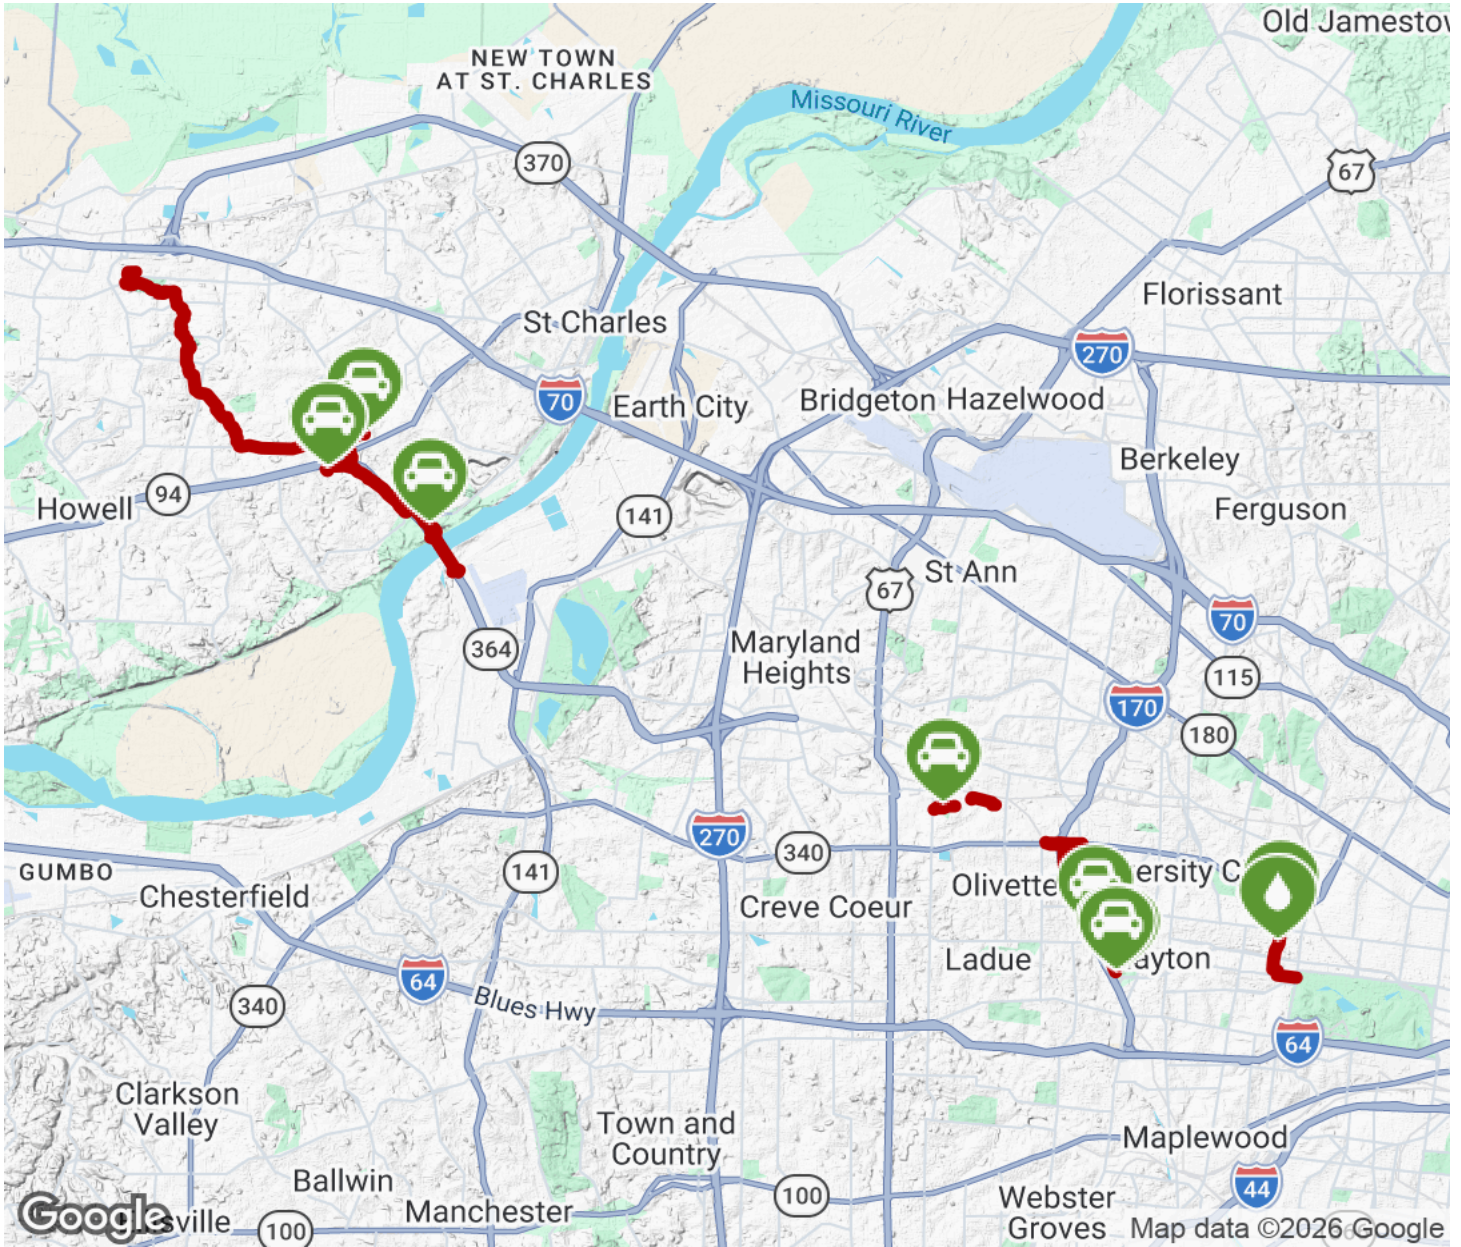 Old Jamestow
NEW TOWN
AT ST. CHARLES
Missouri River
370
67
Florissant
St Charles
270
70
Earth City
Bridgeton
Hazelwood
Berkeley
94
Howell
141
Ferguson
St Ann
67
70
364
Maryland
Heights
115
170
180
270
340
GUMBO
141
Olivette
ersity C
Chesterfield
Creve Coeur
Ladue
ayton
64
340
Blues Hwy
64
Clarkson
Valley
Town and
Country
Maplewood
Ballwin
44
100
Webster
Groves
Manchester
Google
sville
100
Map data ©2026 Google